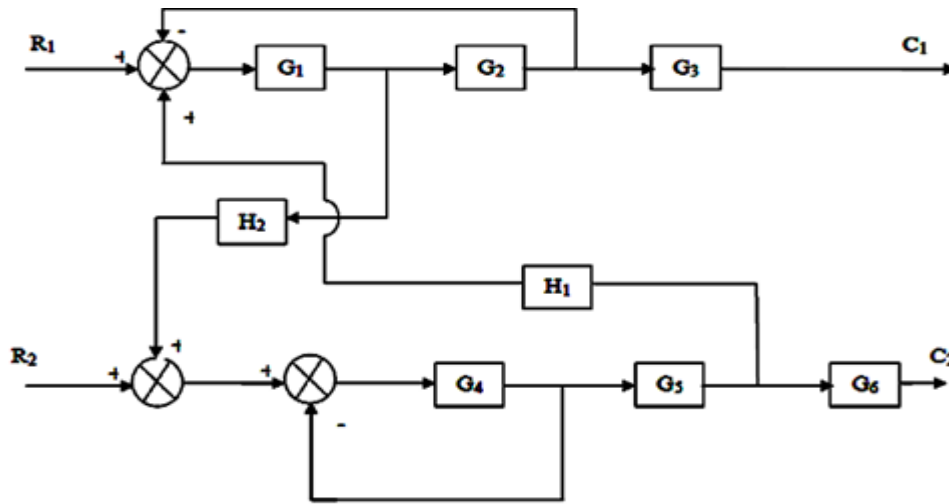 -
R₁ + G₁ G₂ G₃ C₁
+
H₂
H₁
R₂ + + + G₄ G₅ G₆ C₂
-